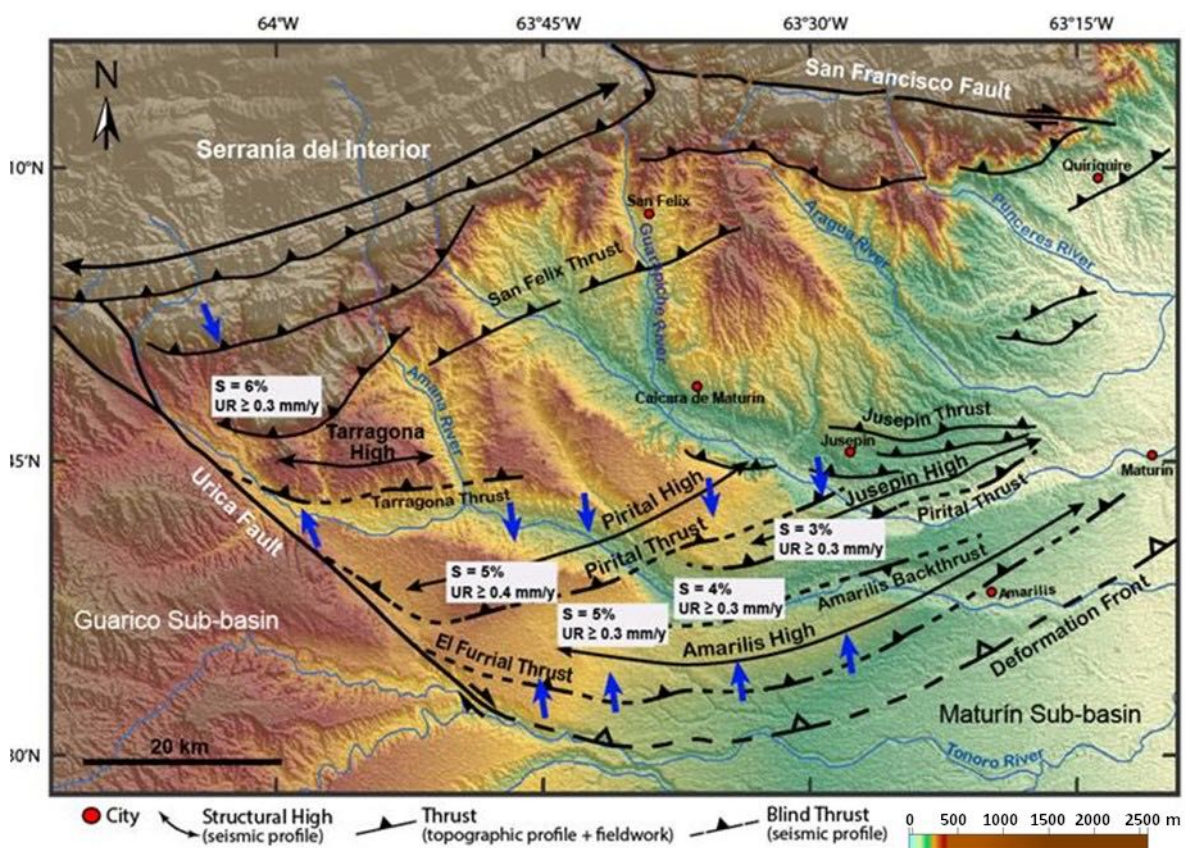 64°W
63°45'W
63°30'W
63°15'W
N
San Francisco Fault
Serranía del Interior
10°N
Quiriquire
San Felix
Guarapiche River
Aragua River
Punceres River
San Felix Thrust
S = 6%
UR ≥ 0.3 mm/y
Amana River
Caicara de Maturín
Tarragona
High
Jusepín Thrust
Jusepín
45'N
Maturín
Jusepín High
Urica Fault
Tarragona Thrust
Pirital High
Pirital Thrust
Pirital Thrust
S = 3%
UR ≥ 0.3 mm/y
S = 5%
UR ≥ 0.4 mm/y
S = 4%
UR ≥ 0.3 mm/y
Amarilis Backthrust
Amarilis
S = 5%
UR ≥ 0.3 mm/y
Guarico Sub-basin
El Furrial Thrust
Amarilis High
Deformation Front
Maturín Sub-basin
20 km
30'N
Tonoro River
City
Structural High
(seismic profile)
Thrust
(topographic profile + fieldwork)
Blind Thrust
(seismic profile)
0 500 1000 1500 2000 2500 m